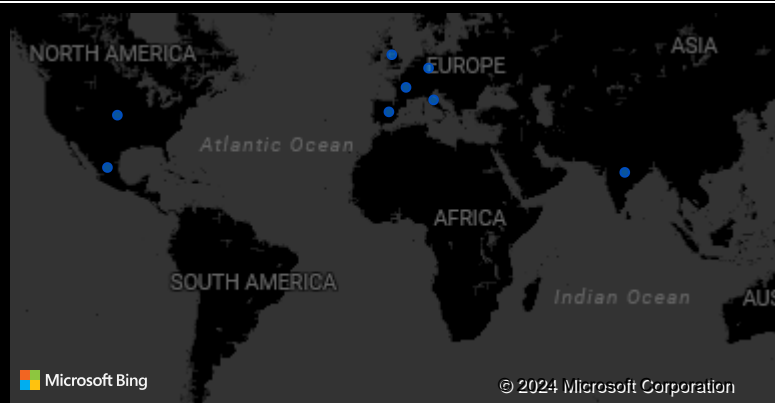 ASIA
NORTH AMERICA
EUROPE
Atlantic Ocean
AFRICA
SOUTH AMERICA
Indian Ocean
AUS
Microsoft Bing
© 2024 Microsoft Corporation